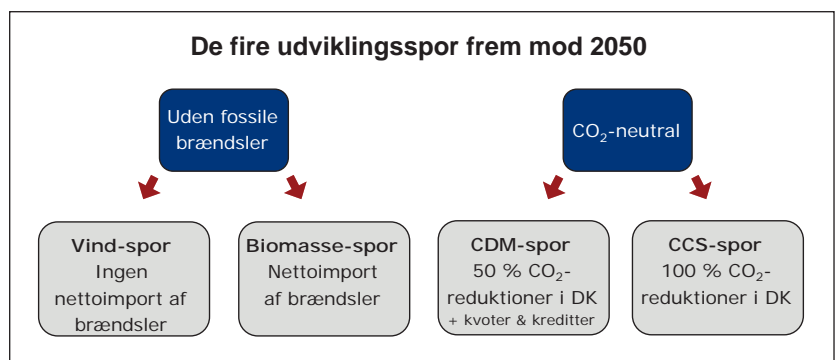 De fire udviklingsspor frem mod 2050
Uden fossile
brændsler
CO₂-neutral
Vind-spor
Ingen
nettoimport af
brændsler
Biomasse-spor
Nettoimport
af brændsler
CDM-spor
50 % CO₂-
reduktioner i DK
+ kvoter & kreditter
CCS-spor
100 % CO₂-
reduktioner i DK